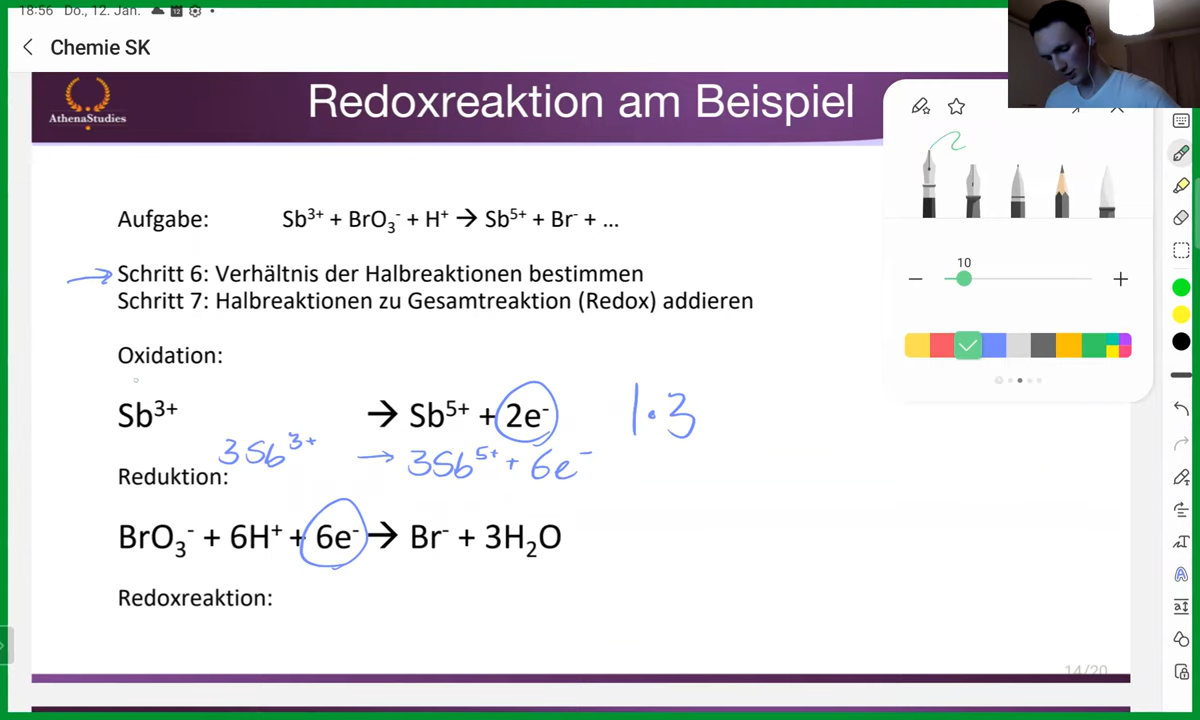 18:56 Do., 12. Jan.
12
Chemie SK
AthenaStudies
Redoxreaktion am Beispiel
Aufgabe: Sb³⁺ + BrO₃⁻ + H⁺ → Sb⁵⁺ + Br⁻ + ...
10
→ Schritt 6: Verhältnis der Halbreaktionen bestimmen
Schritt 7: Halbreaktionen zu Gesamtreaktion (Redox) addieren
Oxidation:
Sb³⁺ → Sb⁵⁺ + 2e⁻ |·3
3Sb³⁺ → 3Sb⁵⁺ + 6e⁻
Reduktion:
BrO₃⁻ + 6H⁺ + 6e⁻ → Br⁻ + 3H₂O
Redoxreaktion:
14/20